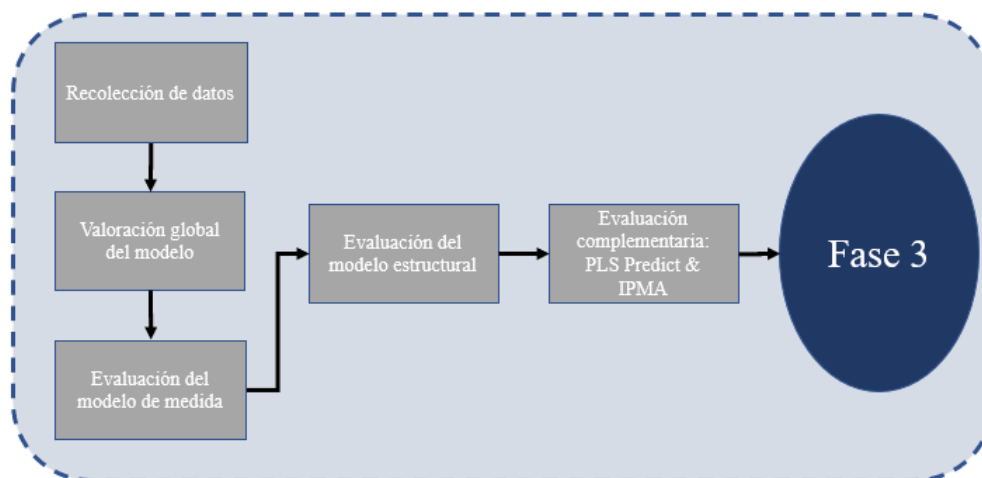 Recolección de datos
Valoración global
del modelo
Evaluación del
modelo de medida
Evaluación del
modelo estructural
Evaluación
complementaria:
PLS Predict &
IPMA
Fase 3